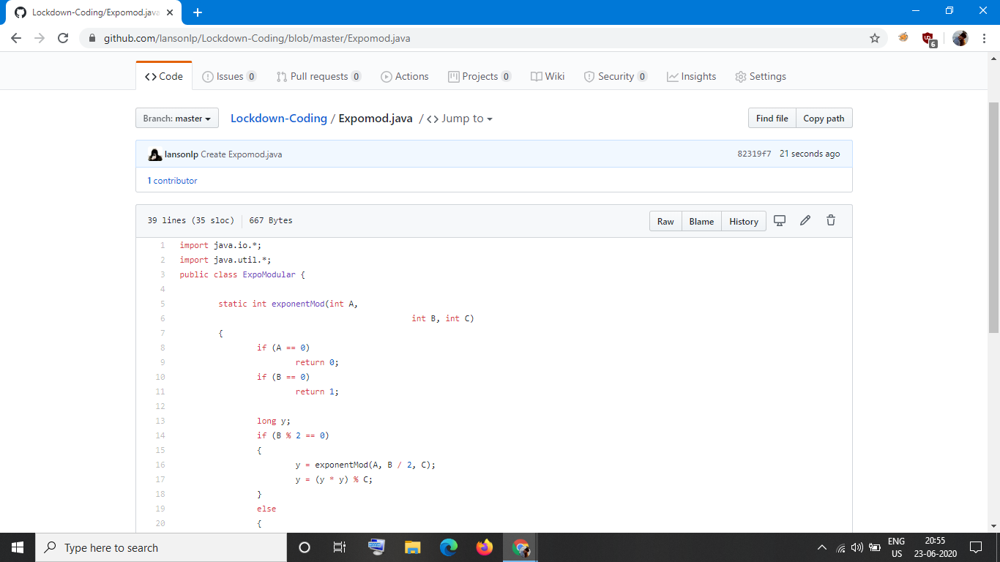 Lockdown-Coding/Expomod.java
github.com/lansonlp/Lockdown-Coding/blob/master/Expomod.java
6
Code Issues 0 Pull requests 0 Actions Projects 0 Wiki Security 0 Insights Settings
Branch: master Lockdown-Coding / Expomod.java / Jump to Find file Copy path
lansonlp Create Expomod.java 82319f7 21 seconds ago
1 contributor
39 lines (35 sloc) 667 Bytes Raw Blame History
1 import java.io.*;
2 import java.util.*;
3 public class ExpoModular {
4
5 static int exponentMod(int A,
6 int B, int C)
7 {
8 if (A == 0)
9 return 0;
10 if (B == 0)
11 return 1;
12
13 long y;
14 if (B % 2 == 0)
15 {
16 y = exponentMod(A, B / 2, C);
17 y = (y * y) % C;
18 }
19 else
20 {
Type here to search
ENG 20:55
US 23-06-2020